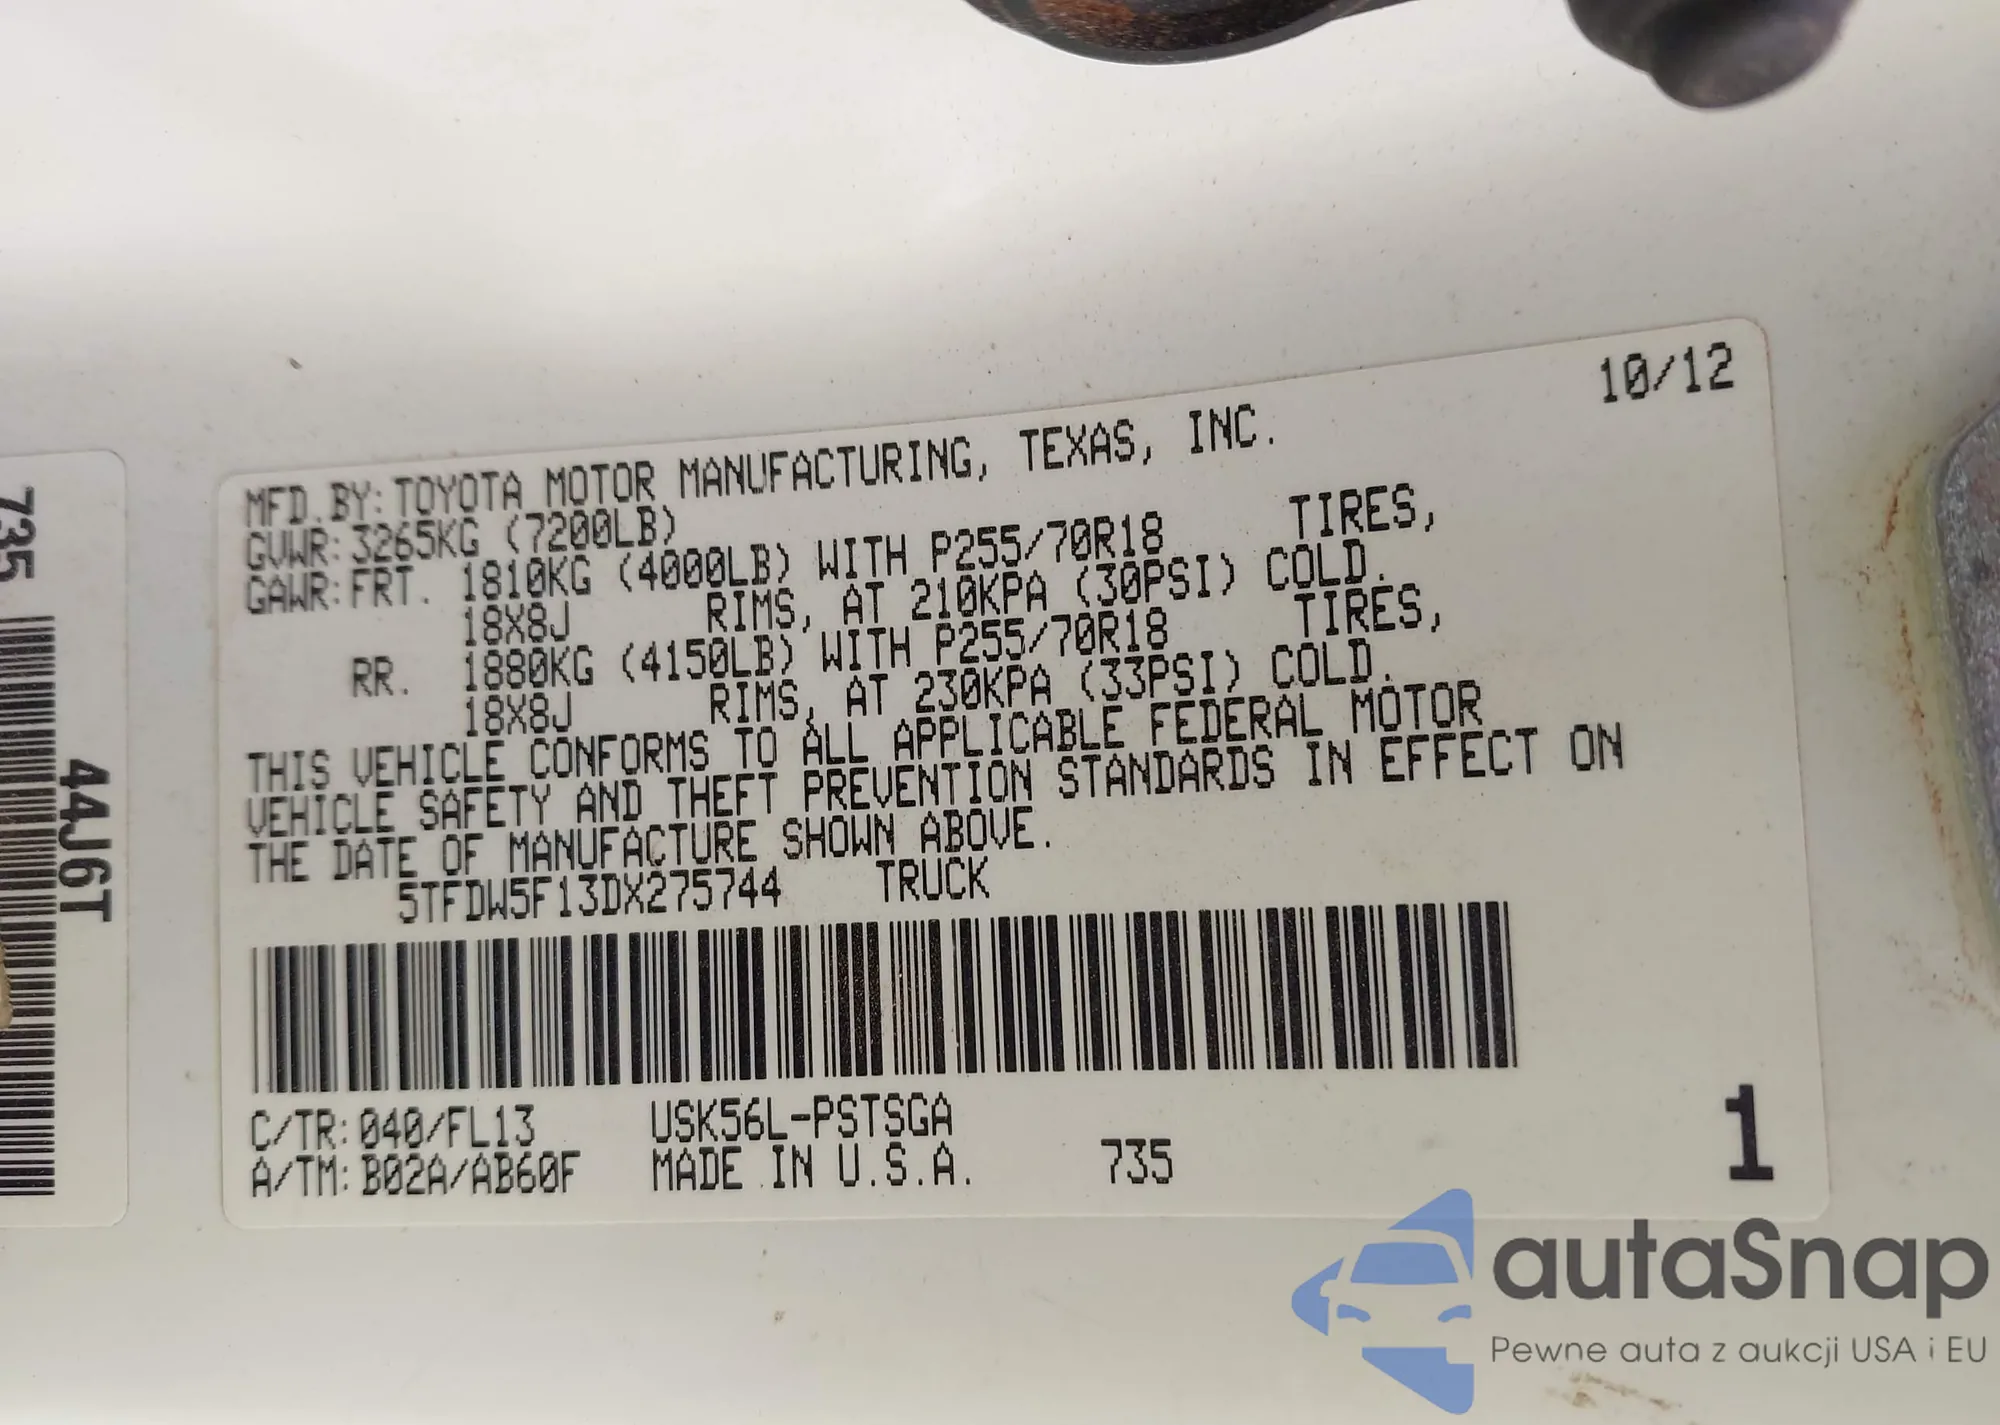 10/12
MFD.BY:TOYOTA MOTOR MANUFACTURING, TEXAS, INC.
GVWR:3265KG (7200LB)
GAWR:FRT. 1810KG (4000LB) WITH P255/70R18 TIRES,
18X8J RIMS, AT 210KPA (30PSI) COLD.
RR. 1880KG (4150LB) WITH P255/70R18 TIRES,
18X8J RIMS, AT 230KPA (33PSI) COLD.
THIS VEHICLE CONFORMS TO ALL APPLICABLE FEDERAL MOTOR
VEHICLE SAFETY AND THEFT PREVENTION STANDARDS IN EFFECT ON
THE DATE OF MANUFACTURE SHOWN ABOVE.
5TFDW5F13DX275744 TRUCK
C/TR:040/FL13 USK56L-PSTSGA
A/TM:B02A/AB60F MADE IN U.S.A. 735
1
735
44J6T
autaSnap
Pewne auta z aukcji USA i EU